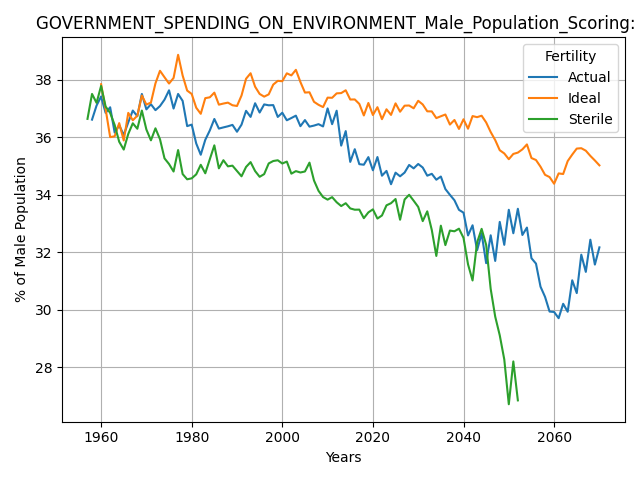 GOVERNMENT_SPENDING_ON_ENVIRONMENT_Male_Population_Scoring:
Fertility
Actual
Ideal
Sterile
% of Male Population
38
36
34
32
30
28
1960
1980
2000
2020
2040
2060
Years